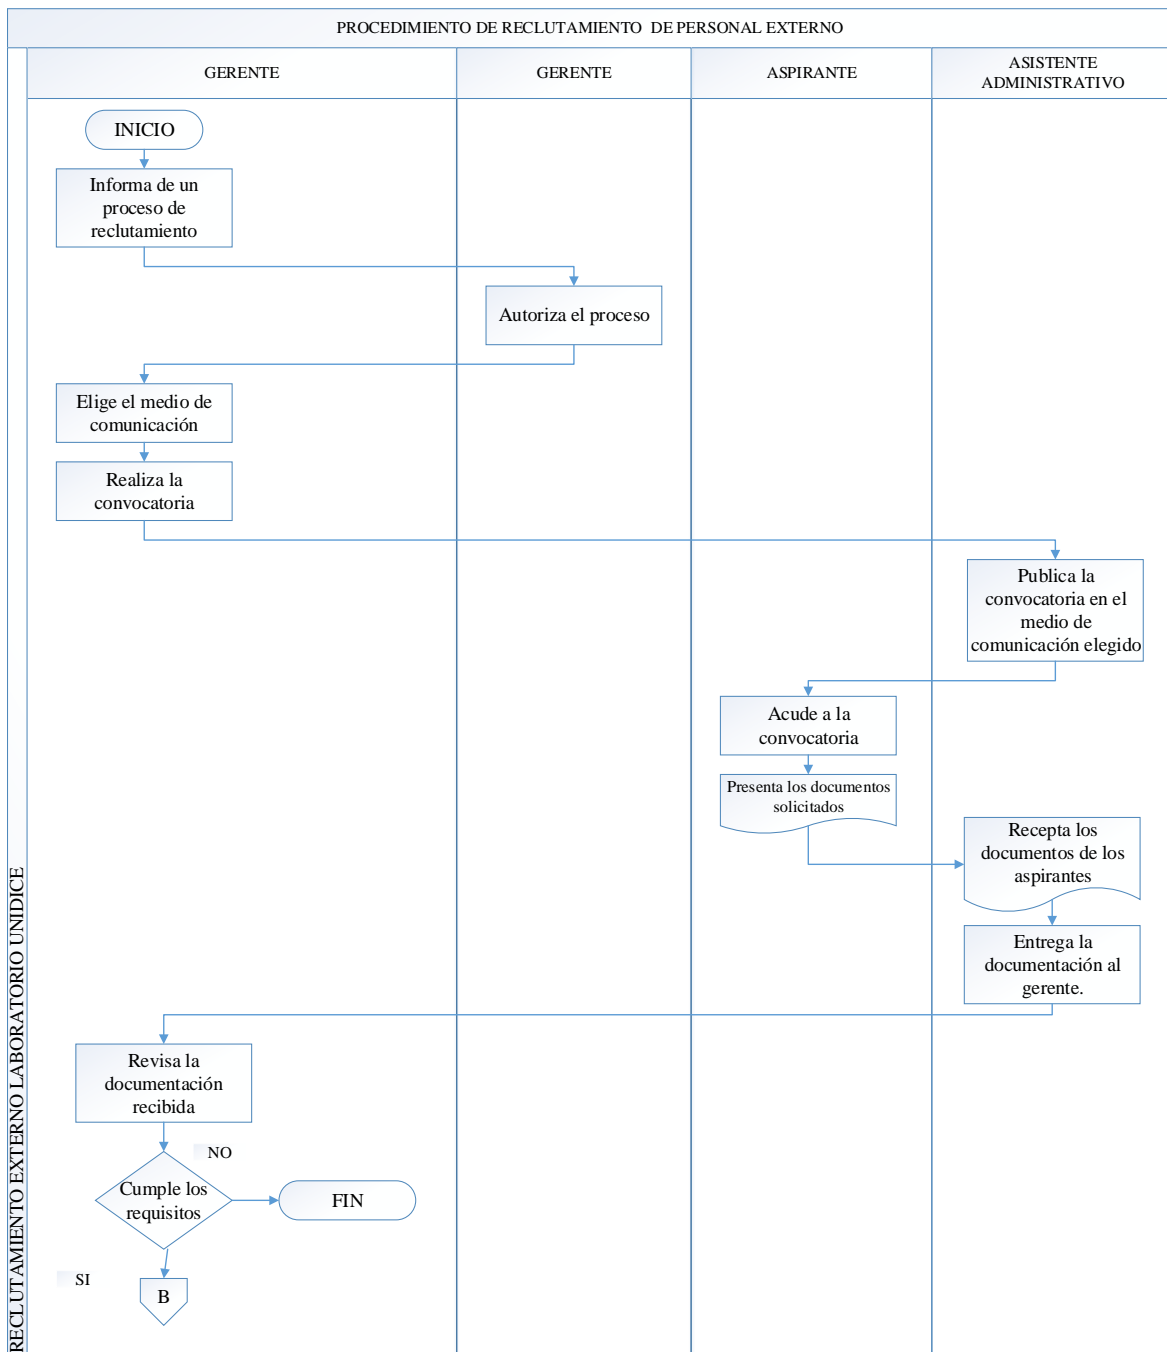 PROCEDIMIENTO DE RECLUTAMIENTO DE PERSONAL EXTERNO
GERENTE
GERENTE
ASPIRANTE
ASISTENTE
ADMINISTRATIVO
INICIO
Informa de un
proceso de
reclutamiento
Autoriza el proceso
Elige el medio de
comunicación
Realiza la
convocatoria
Publica la
convocatoria en el
medio de
comunicación elegido
Acude a la
convocatoria
Presenta los documentos
solicitados
Recepta los
documentos de los
aspirantes
Entrega la
documentación al
gerente.
Revisa la
documentación
recibida
NO
Cumple los
requisitos
FIN
SI
B
RECLUTAMIENTO EXTERNO LABORATORIO UNIDICE